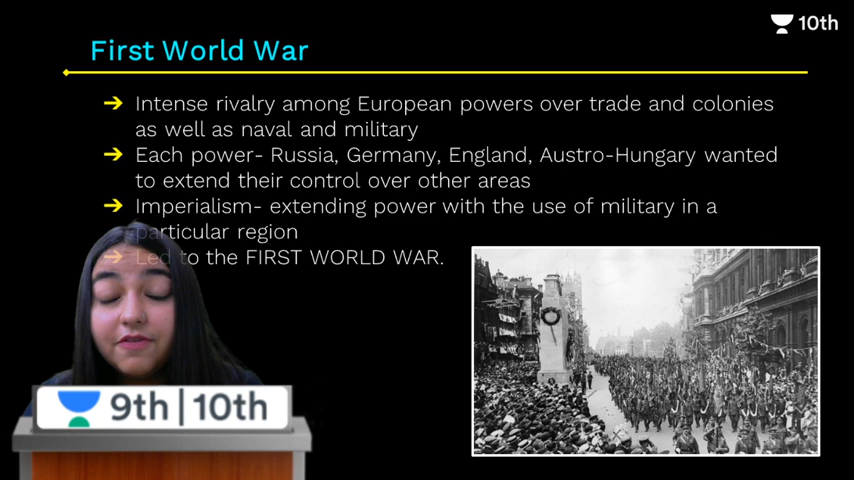 10th
First World War
➔ Intense rivalry among European powers over trade and colonies
as well as naval and military
➔ Each power- Russia, Germany, England, Austro-Hungary wanted
to extend their control over other areas
➔ Imperialism- extending power with the use of military in a
particular region
➔ Led to the FIRST WORLD WAR.
9th|10th